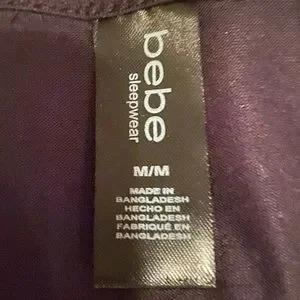 bebe
sleepwear
M/M
MADE IN
BANGLADESH
HECHO EN
BANGLADESH
FABRIQUÉ EN
BANGLADESH